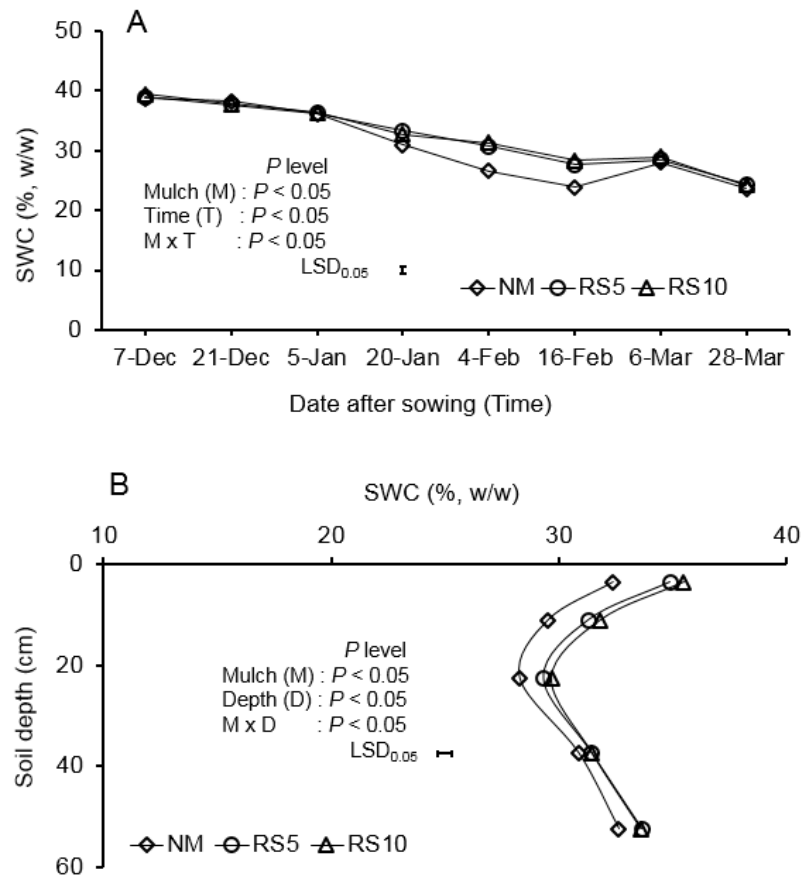 A
50
40
30
20
10
0
SWC (%, w/w)
P level
Mulch (M) : P < 0.05
Time (T) : P < 0.05
M x T : P < 0.05
LSD0.05
NM RS5 RS10
7-Dec 21-Dec 5-Jan 20-Jan 4-Feb 16-Feb 6-Mar 28-Mar
Date after sowing (Time)
B
SWC (%, w/w)
10 20 30 40
0
20
40
60
Soil depth (cm)
P level
Mulch (M) : P < 0.05
Depth (D) : P < 0.05
M x D : P < 0.05
LSD0.05
NM RS5 RS10